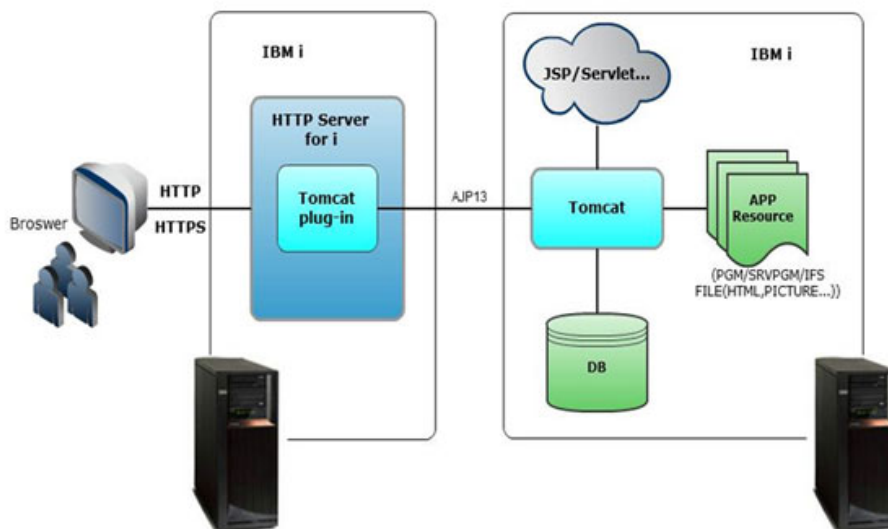 IBM i
HTTP Server
for i
Tomcat
plug-in
HTTP
HTTPS
Broswer
AJP13
IBM i
JSP/Servlet...
Tomcat
APP
Resource
(PGM/SRVPGM/IFS
FILE(HTML,PICTURE...))
DB